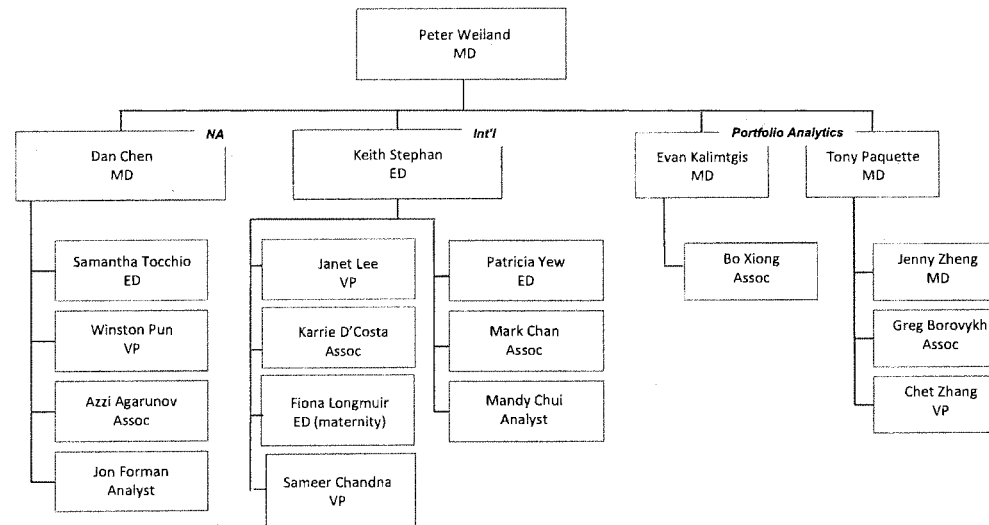 Peter Weiland
MD
NA
Dan Chen
MD
Int'l
Keith Stephan
ED
Portfolio Analytics
Evan Kalimtgis
MD
Tony Paquette
MD
Samantha Tocchio
ED
Winston Pun
VP
Azzi Agarunov
Assoc
Jon Forman
Analyst
Janet Lee
VP
Karrie D'Costa
Assoc
Fiona Longmuir
ED (maternity)
Sameer Chandna
VP
Patricia Yew
ED
Mark Chan
Assoc
Mandy Chui
Analyst
Bo Xiong
Assoc
Jenny Zheng
MD
Greg Borovykh
Assoc
Chet Zhang
VP